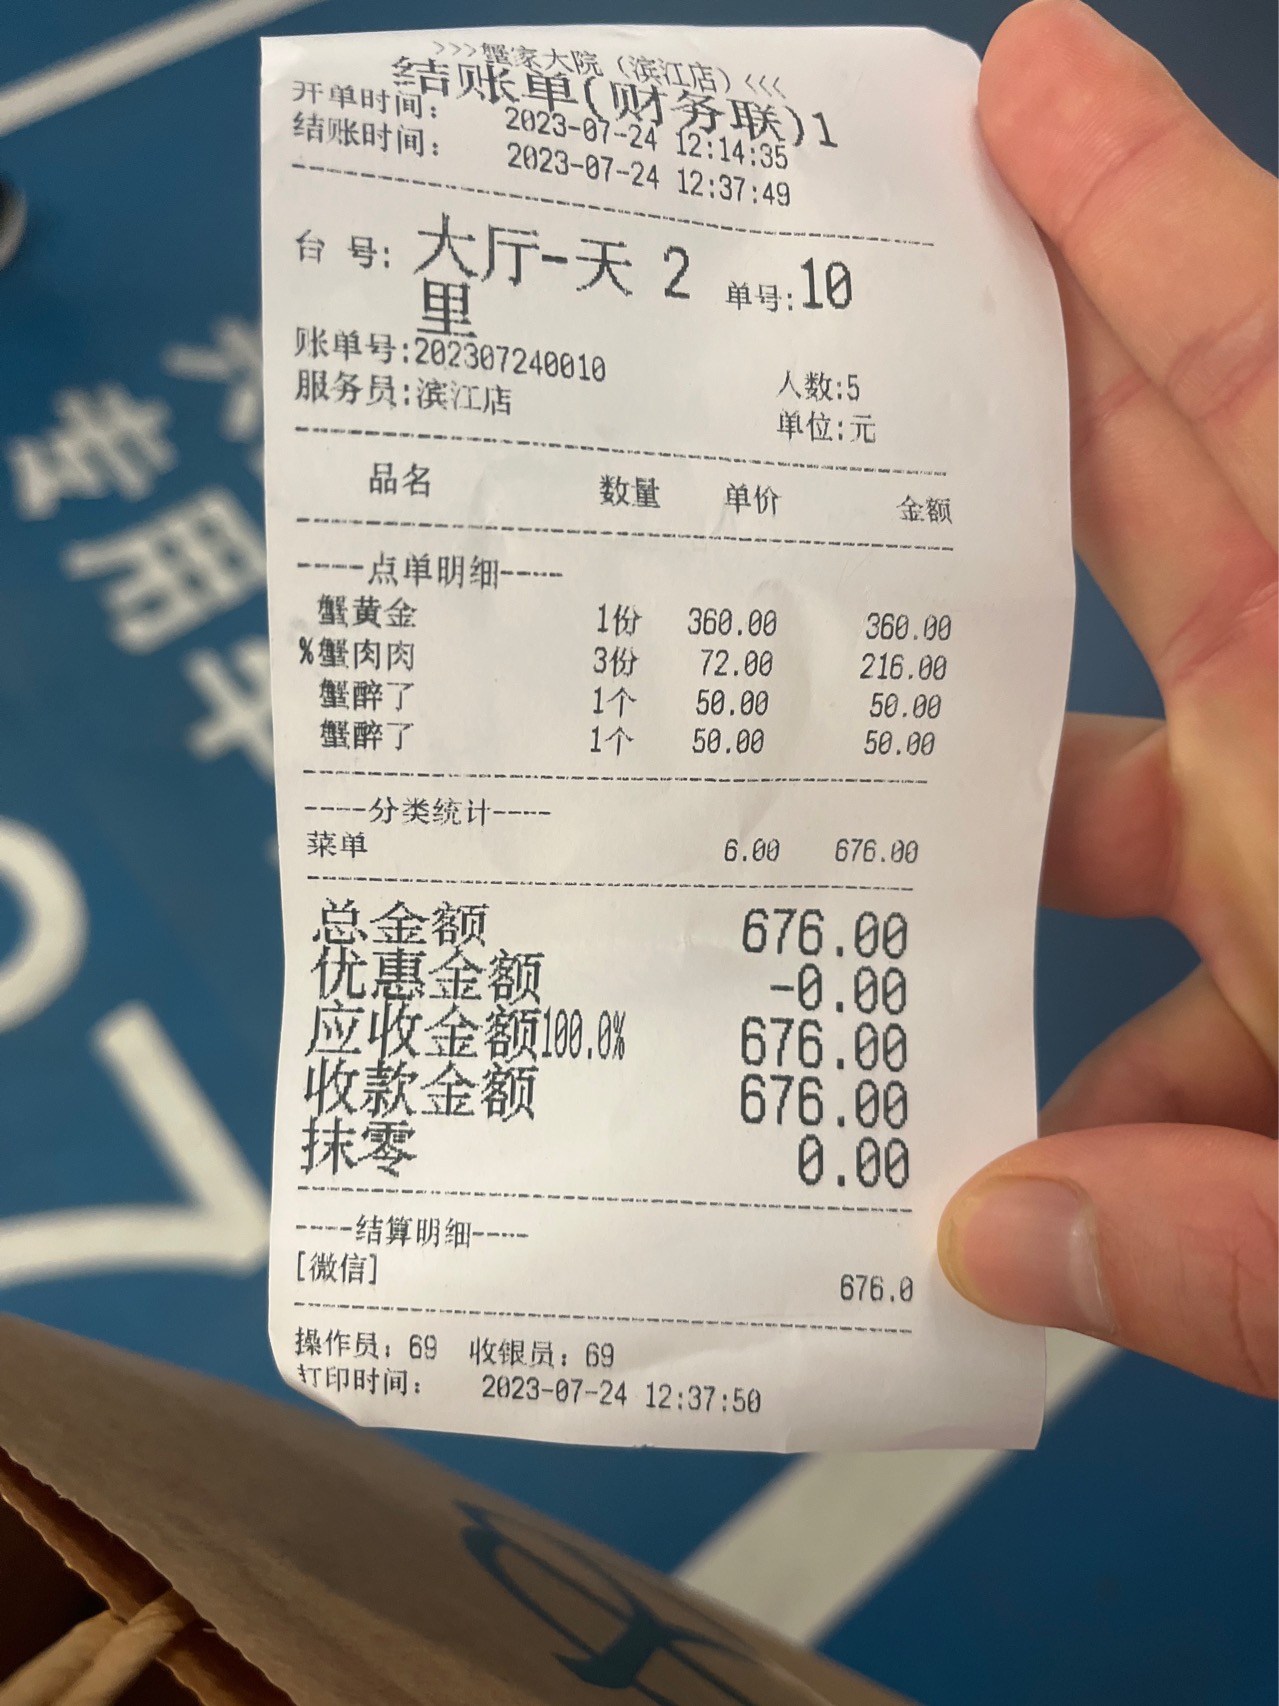 >>>蟹家大院（滨江店）<<<
结账单(财务联)1
开单时间： 2023-07-24 12:14:35
结账时间： 2023-07-24 12:37:49
台 号: 大厅-天 2 单号:10
里
账单号:202307240010
人数:5
服务员:滨江店
单位:元
品名 数量 单价 金额
----点单明细----
蟹黄金 1份 360.00 360.00
%蟹肉肉 3份 72.00 216.00
蟹醉了 1个 50.00 50.00
蟹醉了 1个 50.00 50.00
----分类统计----
菜单 6.00 676.00
总金额 676.00
优惠金额 -0.00
应收金额100.0% 676.00
收款金额 676.00
抹零 0.00
----结算明细----
[微信] 676.0
操作员：69 收银员：69
打印时间： 2023-07-24 12:37:50
专用卡